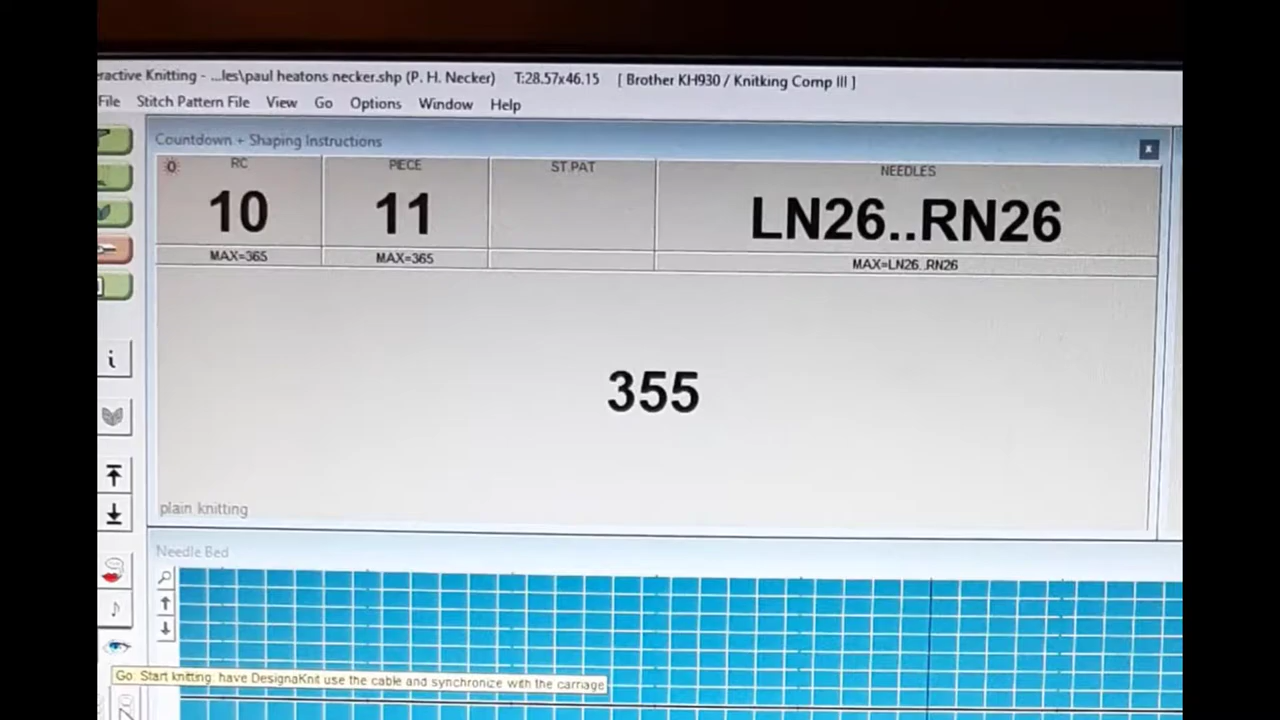 eractive Knitting - ...les\paul heatons necker.shp (P. H. Necker) T:28.57x46.15 [ Brother KH930 / Knitking Comp III ]
File Stitch Pattern File View Go Options Window Help
Countdown + Shaping Instructions
RC PIECE ST.PAT NEEDLES
10 11 LN26..RN26
MAX=365 MAX=365 MAX=LN26..RN26
355
plain knitting
Needle Bed
Go: Start knitting: have DesignaKnit use the cable and synchronize with the carriage